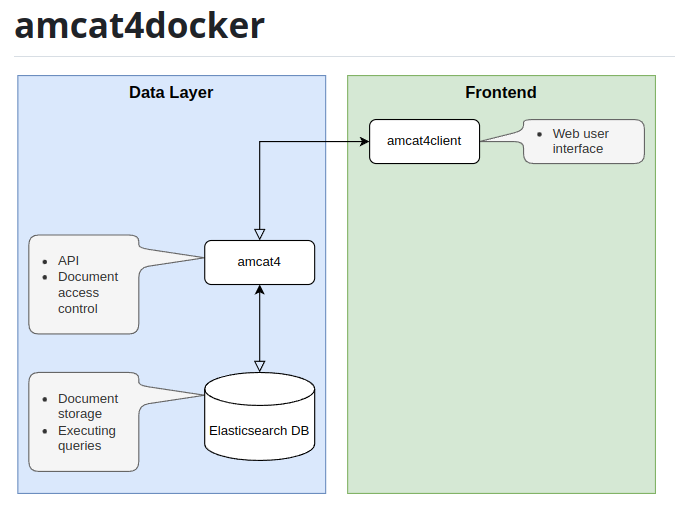 amcat4docker
Data Layer
Frontend
amcat4client
Web user
interface
API
Document
access
control
amcat4
Document
storage
Executing
queries
Elasticsearch DB